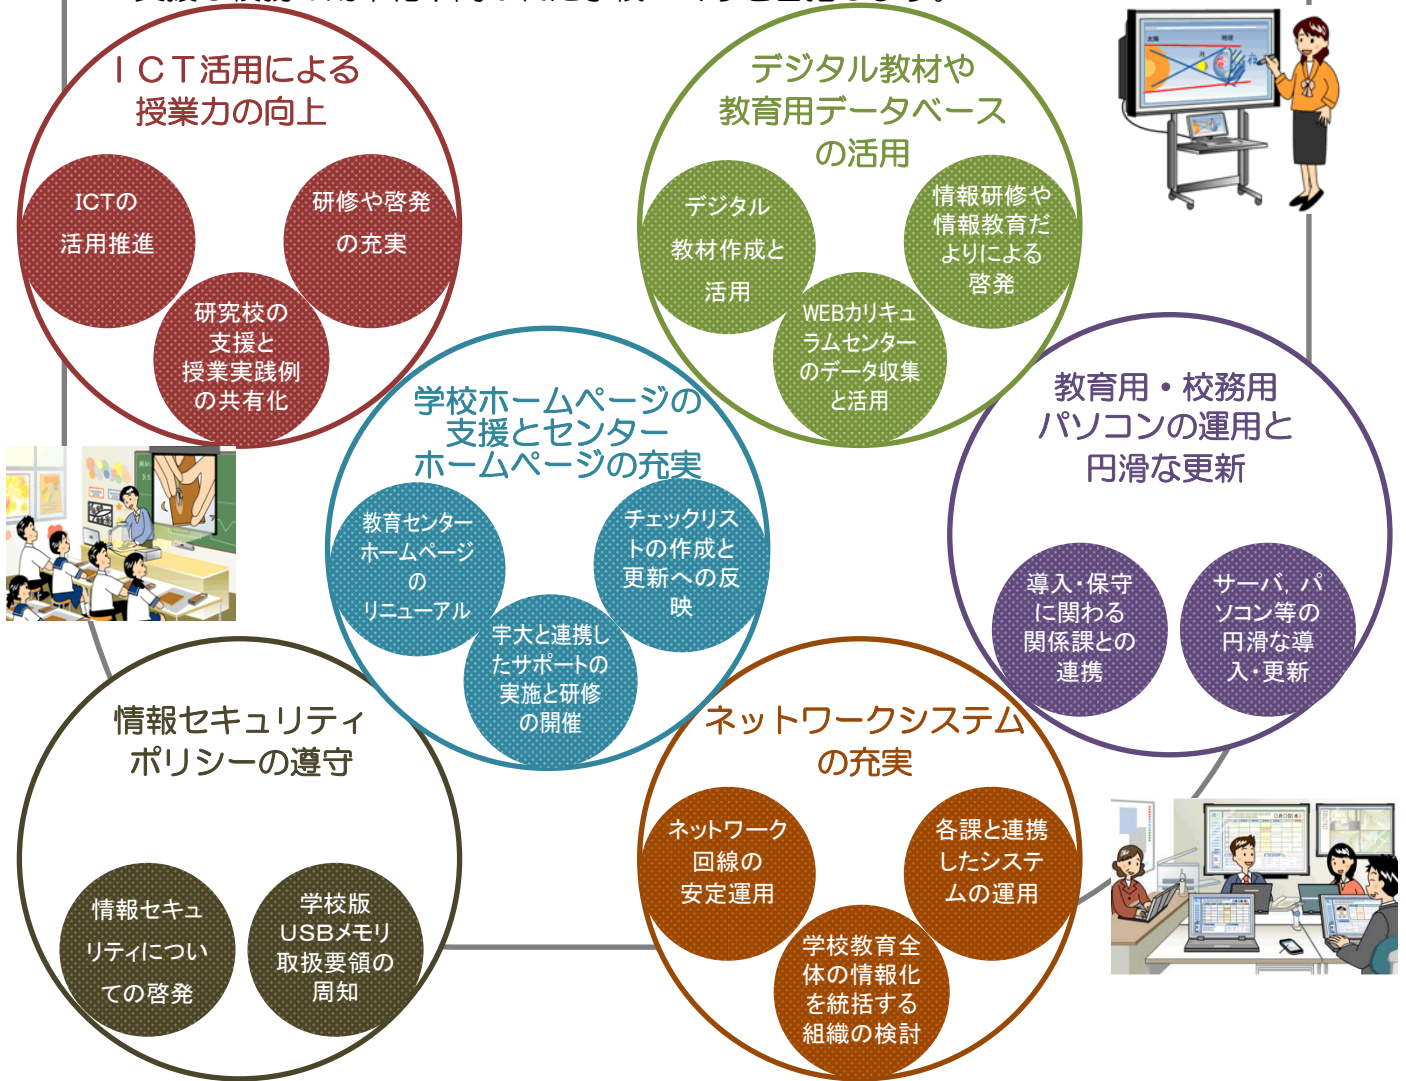 ＩＣＴ活用による
授業力の向上
ICTの
活用推進
研修や啓発
の充実
研究校の
支援と
授業実践例
の共有化
デジタル教材や
教育用データベース
の活用
デジタル
教材作成と
活用
情報研修や
情報教育だ
よりによる
啓発
WEBカリキュ
ラムセンター
のデータ収集
と活用
太陽
月
地球
学校ホームページの
支援とセンター
ホームページの充実
教育センター
ホームページ
の
リニューアル
チェックリス
トの作成と
更新への反
映
宇大と連携し
たサポートの
実施と研修
の開催
教育用・校務用
パソコンの運用と
円滑な更新
導入・保守
に関わる
関係課との
連携
サーバ，パ
ソコン等の
円滑な導
入・更新
情報セキュリティ
ポリシーの遵守
情報セキュ
リティについ
ての啓発
学校版
ＵＳＢメモリ
取扱要領の
周知
ネットワークシステム
の充実
ネットワーク
回線の
安定運用
各課と連携
したシステ
ムの運用
学校教育全
体の情報化
を統括する
組織の検討